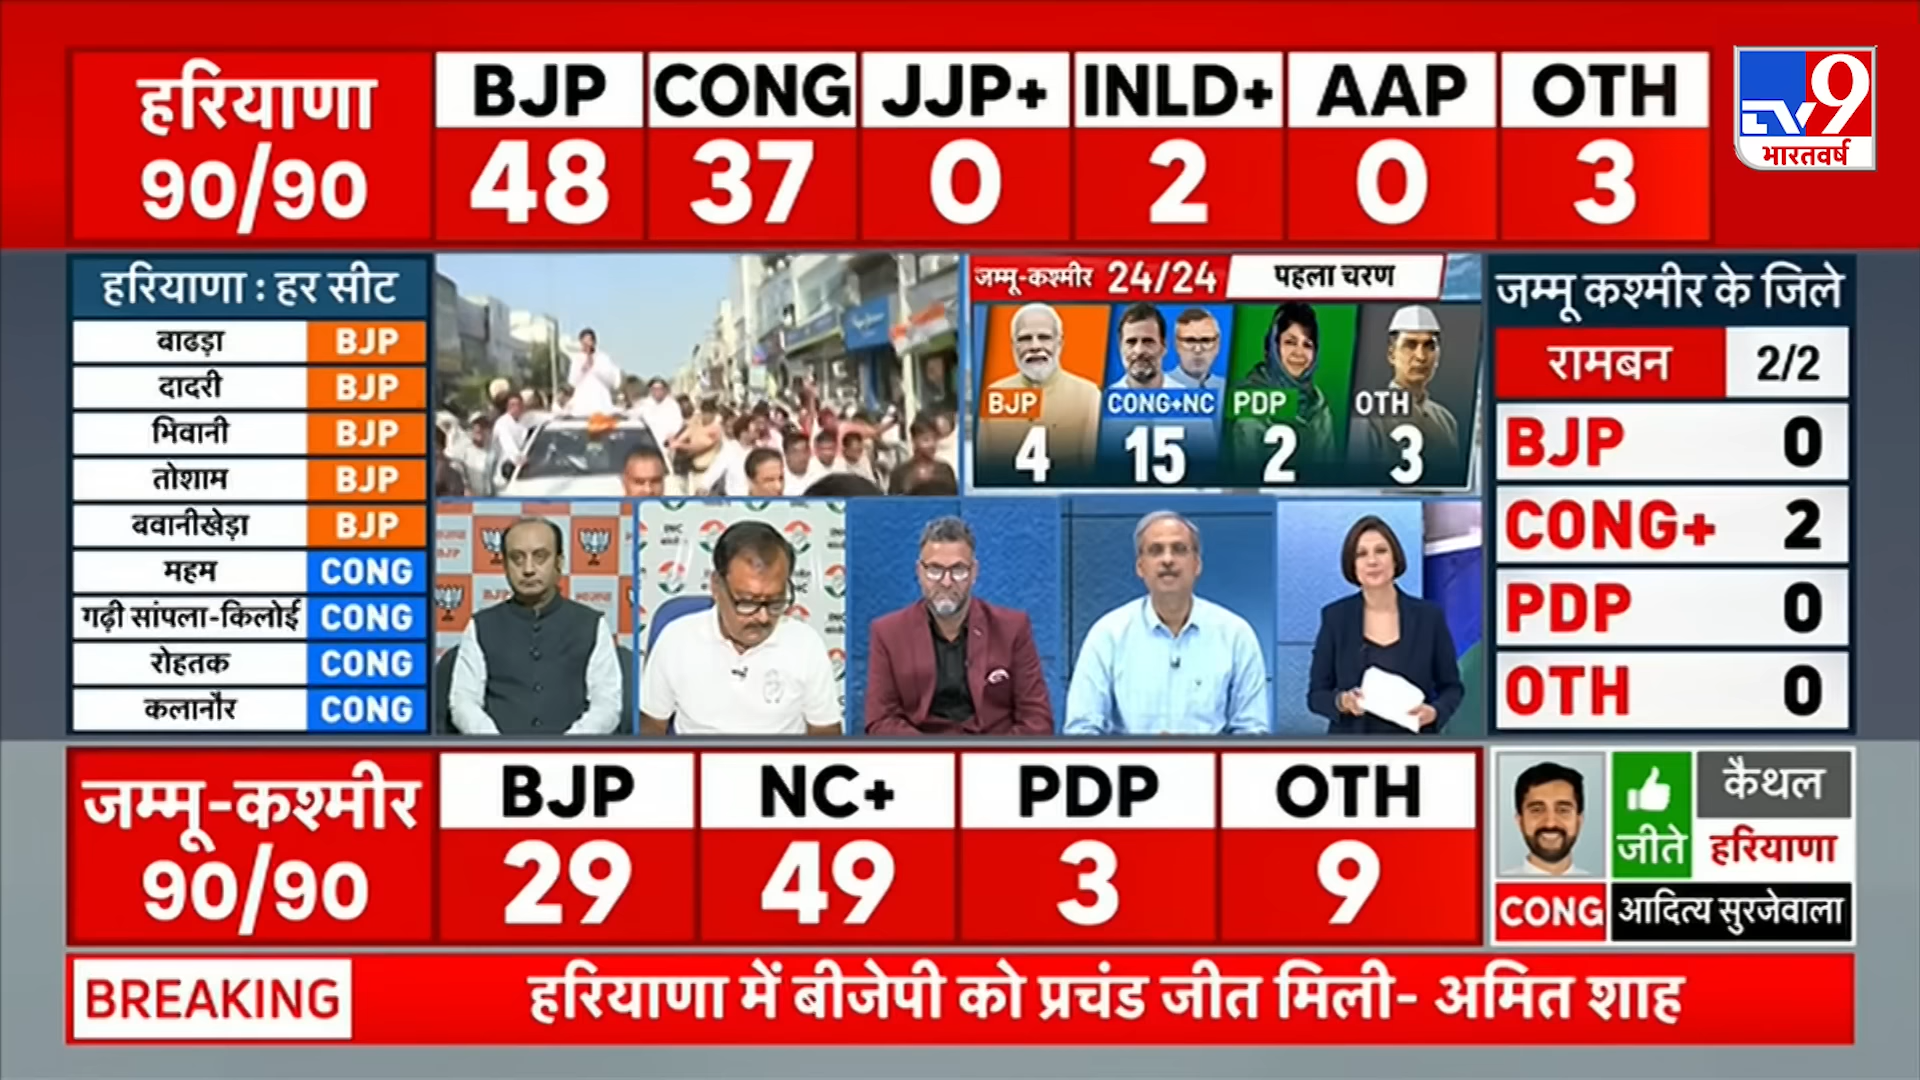 हरियाणा
90/90
BJP CONG JJP+ INLD+ AAP OTH
48 37 0 2 0 3
TV9
भारतवर्ष
हरियाणा : हर सीट
बाढड़ा BJP
दादरी BJP
भिवानी BJP
तोशाम BJP
बवानीखेड़ा BJP
महम CONG
गढ़ी सांपला-किलोई CONG
रोहतक CONG
कलानौर CONG
जम्मू-कश्मीर 24/24 पहला चरण
BJP CONG+NC PDP OTH
4 15 2 3
जम्मू कश्मीर के जिले
रामबन 2/2
BJP 0
CONG+ 2
PDP 0
OTH 0
BJP
BJP
INC
NC
जम्मू-कश्मीर
90/90
BJP NC+ PDP OTH
29 49 3 9
कैथल
जीते हरियाणा
CONG आदित्य सुरजेवाला
BREAKING हरियाणा में बीजेपी को प्रचंड जीत मिली- अमित शाह